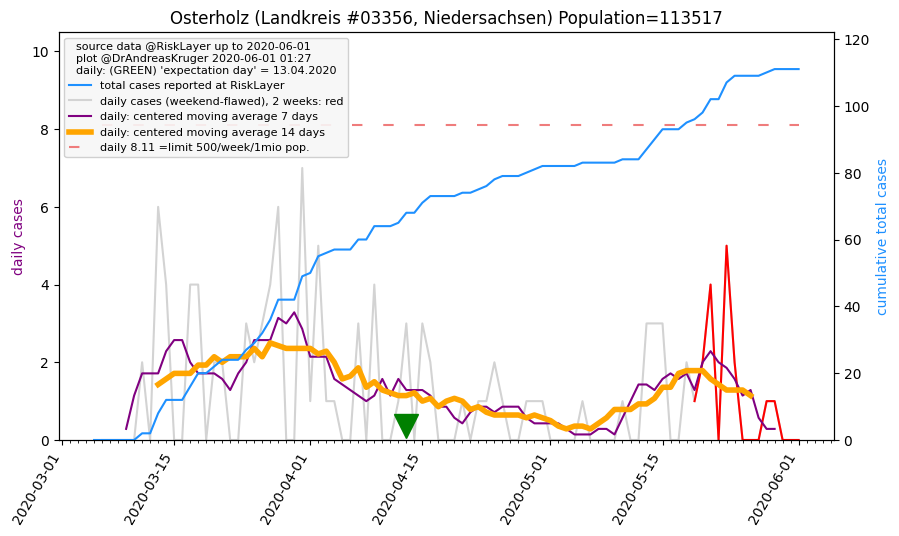 Osterholz (Landkreis #03356, Niedersachsen) Population=113517
source data @RiskLayer up to 2020-06-01
plot @DrAndreasKruger 2020-06-01 01:27
daily: (GREEN) 'expectation day' = 13.04.2020
total cases reported at RiskLayer
daily cases (weekend-flawed), 2 weeks: red
daily: centered moving average 7 days
daily: centered moving average 14 days
daily 8.11 =limit 500/week/1mio pop.
daily cases
10
8
6
4
2
0
cumulative total cases
120
100
80
60
40
20
0
2020-03-01
2020-03-15
2020-04-01
2020-04-15
2020-05-01
2020-05-15
2020-06-01